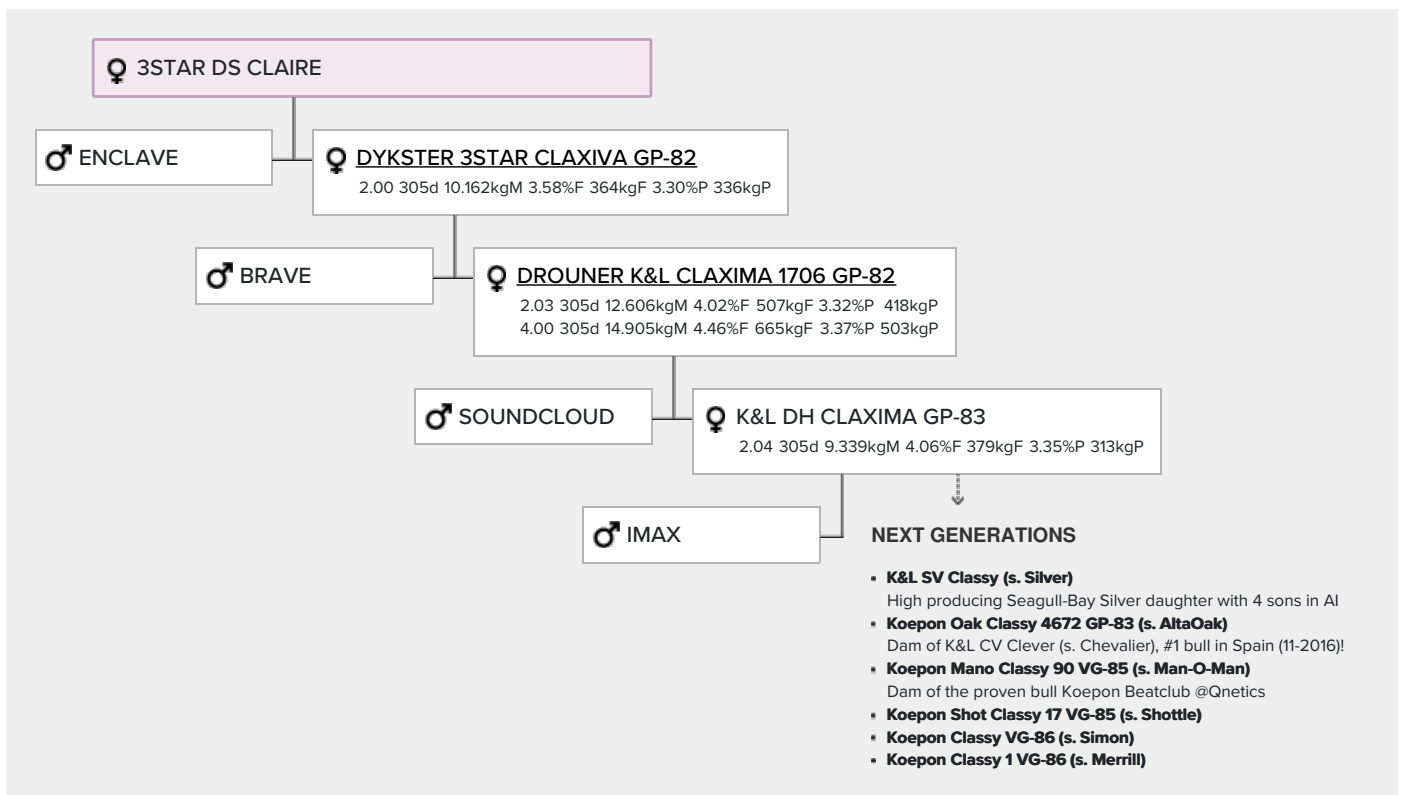 3STAR DS CLAIRE
ENCLAVE
DYKSTER 3STAR CLAXIVA GP-82
2.00 305d 10.162kgM 3.58%F 364kgF 3.30%P 336kgP
BRAVE
DROUNER K&L CLAXIMA 1706 GP-82
2.03 305d 12.606kgM 4.02%F 507kgF 3.32%P 418kgP
4.00 305d 14.905kgM 4.46%F 665kgF 3.37%P 503kgP
SOUNDCLOUD
K&L DH CLAXIMA GP-83
2.04 305d 9.339kgM 4.06%F 379kgF 3.35%P 313kgP
IMAX
NEXT GENERATIONS
▪ K&L SV Classy (s. Silver)
High producing Seagull-Bay Silver daughter with 4 sons in AI
▪ Koepon Oak Classy 4672 GP-83 (s. AltaOak)
Dam of K&L CV Clever (s. Chevalier), #1 bull in Spain (11-2016)!
▪ Koepon Mano Classy 90 VG-85 (s. Man-O-Man)
Dam of the proven bull Koepon Beatclub @Qnetics
▪ Koepon Shot Classy 17 VG-85 (s. Shottle)
▪ Koepon Classy VG-86 (s. Simon)
▪ Koepon Classy 1 VG-86 (s. Merrill)